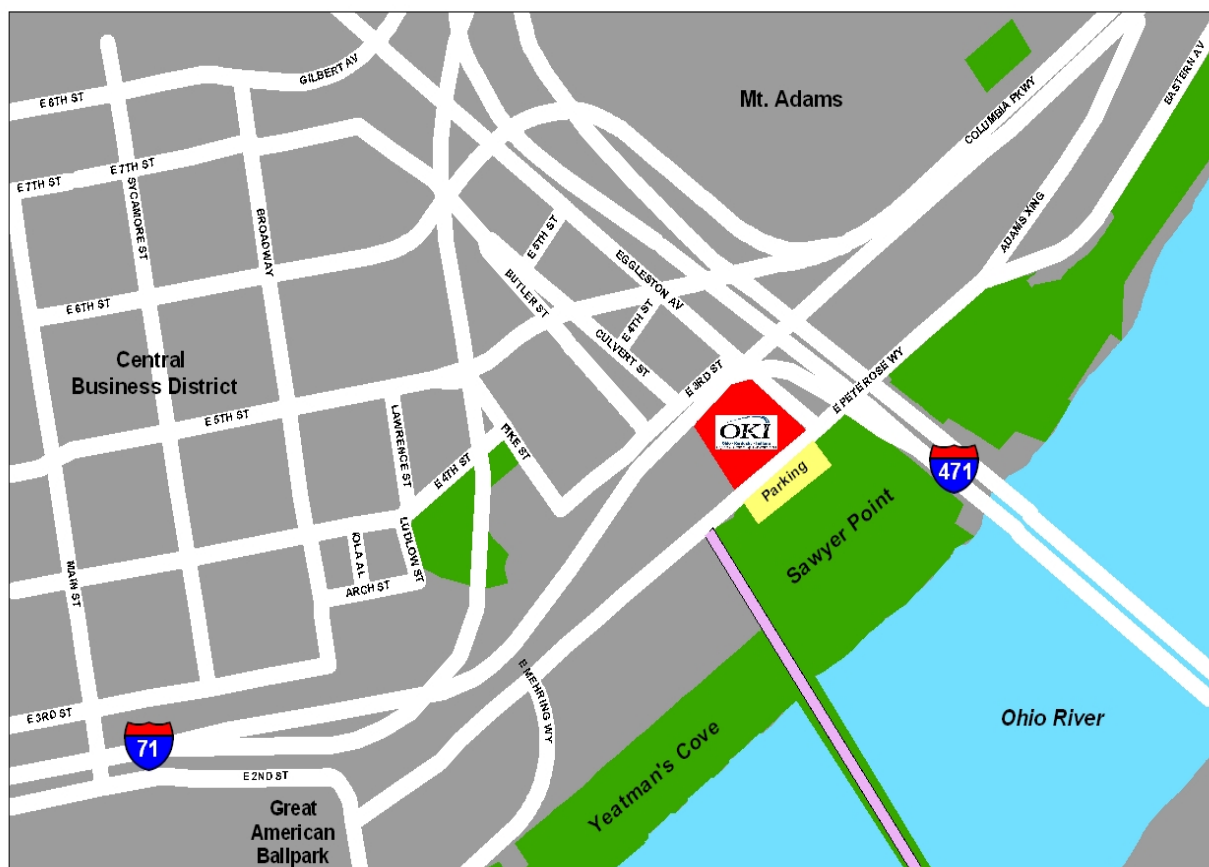 GILBERT AV
E 8TH ST
Mt. Adams
COLUMBIA PKWY
EASTERN AV
E 7TH ST
E 7TH ST
SYCAMORE ST
BROADWAY
ADAMS XING
E 5TH ST
EGGLESTON AV
BUTLER ST
E 4TH ST
CULVERT ST
E 6TH ST
Central
Business District
E 3RD ST
E PETE ROSE WY
E 5TH ST
LAWRENCE ST
PIKE ST
OKI
E 4TH ST
Parking
471
LUDLOW ST
IOLA AL
ARCH ST
MAIN ST
Sawyer Point
E MEHRING WY
E 3RD ST
71
Ohio River
E 2ND ST
Yeatman's Cove
Great
American
Ballpark